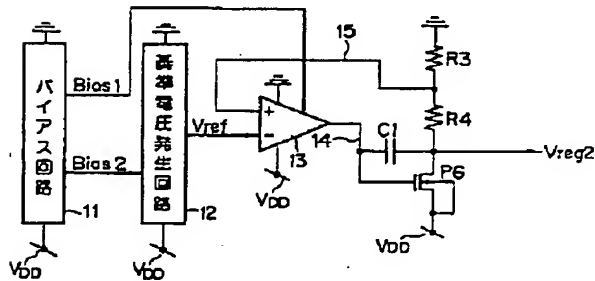 15
R3
Bias1
バイアス回路
基準電圧発生回路
Vref
+
−
13
14
C1
R4
Vreg2
Bias2
P6
11
12
VDD
VDD
VDD
VDD